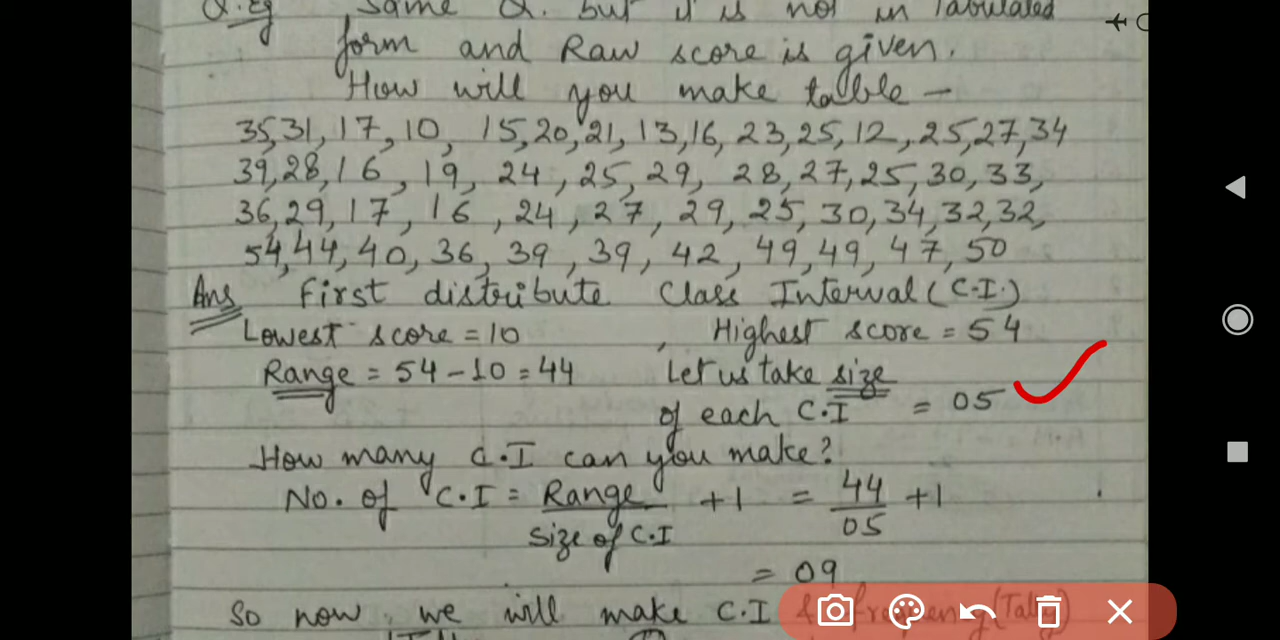 Q. Eg Same Q. but it is not in Tabulated
form and Raw score is given.
How will you make table —
35,31, 17, 10, 15,20,21, 13,16, 23,25, 12, 25,27,34
39,28, 16, 19, 24, 25, 29, 28, 27, 25, 30, 33,
36,29, 17, 16, 24, 27, 29, 25, 30, 34, 32,32,
54,44, 40, 36, 39, 39, 42, 49,49, 47, 50
Ans First distribute Class Interval (C.I.)
Lowest score = 10, Highest score = 54
Range = 54 - 10 = 44 Let us take size
of each C.I = 05
How many C.I can you make?
No. of C.I = Range / Size of C.I + 1 = 44 / 05 + 1
= 09
So now, we will make C.I & frequency (Tally)